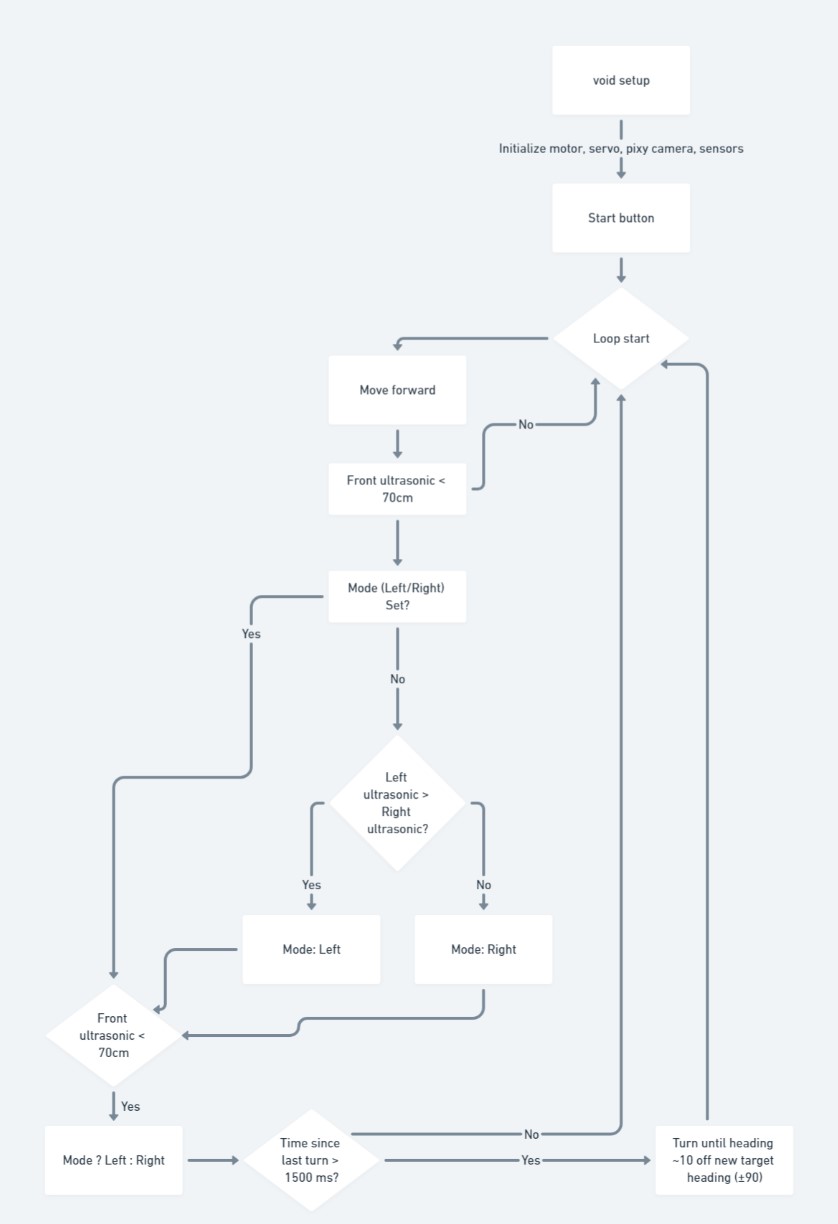 void setup
Initialize motor, servo, pixy camera, sensors
Start button
Loop start
Move forward
No
Front ultrasonic <
70cm
Mode (Left/Right)
Set?
Yes
No
Left
ultrasonic >
Right
ultrasonic?
Yes
No
Mode: Left
Mode: Right
Front
ultrasonic <
70cm
Yes
Mode ? Left : Right
Time since
last turn >
1500 ms?
No
Yes
Turn until heading
~10 off new target
heading (±90)